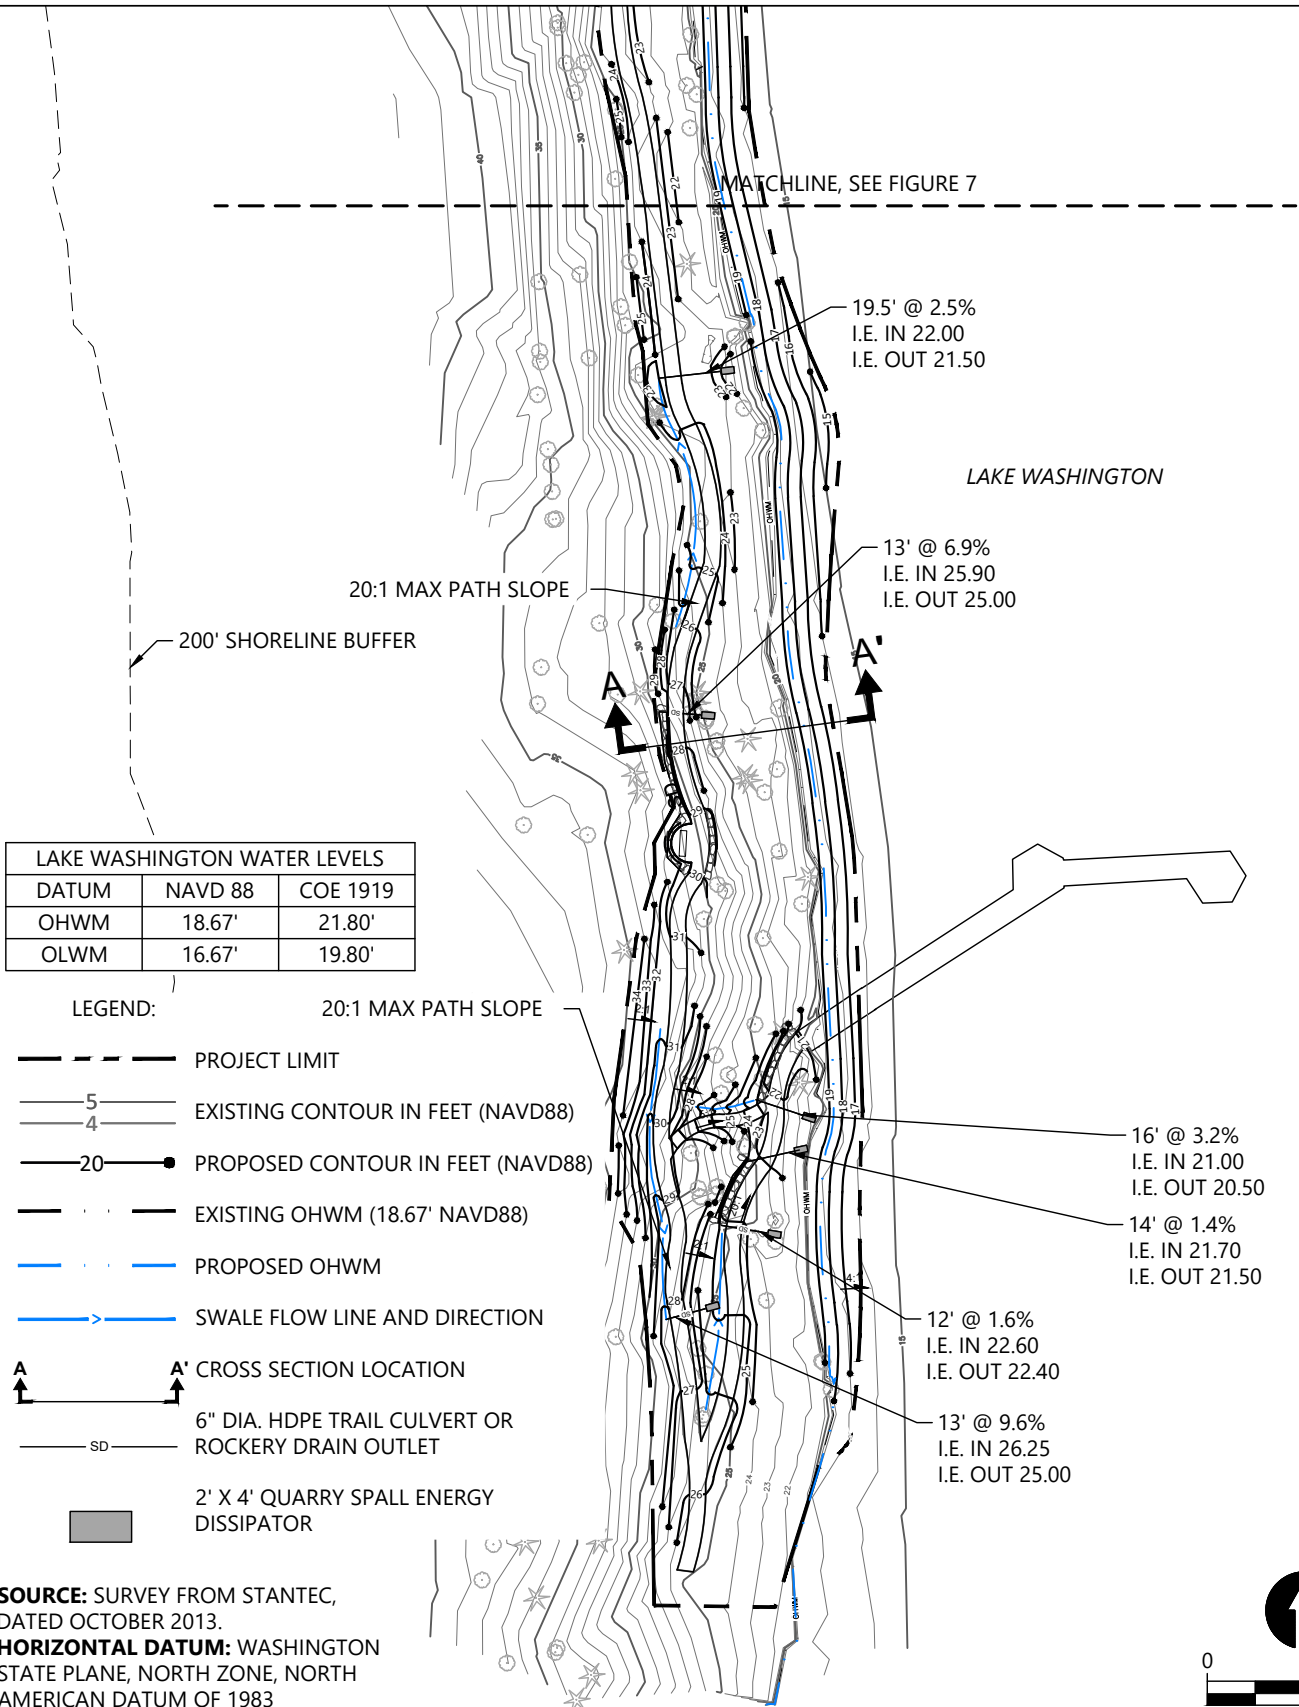 MATCHLINE, SEE FIGURE 7
19.5' @ 2.5%
I.E. IN 22.00
I.E. OUT 21.50
LAKE WASHINGTON
13' @ 6.9%
I.E. IN 25.90
I.E. OUT 25.00
20:1 MAX PATH SLOPE
200' SHORELINE BUFFER
A
A'
LAKE WASHINGTON WATER LEVELS
DATUM NAVD 88 COE 1919
OHWM 18.67' 21.80'
OLWM 16.67' 19.80'
LEGEND:
20:1 MAX PATH SLOPE
PROJECT LIMIT
5
4
EXISTING CONTOUR IN FEET (NAVD88)
20
PROPOSED CONTOUR IN FEET (NAVD88)
EXISTING OHWM (18.67' NAVD88)
PROPOSED OHWM
SWALE FLOW LINE AND DIRECTION
A A' CROSS SECTION LOCATION
SD
6" DIA. HDPE TRAIL CULVERT OR
ROCKERY DRAIN OUTLET
2' X 4' QUARRY SPALL ENERGY
DISSIPATOR
16' @ 3.2%
I.E. IN 21.00
I.E. OUT 20.50
14' @ 1.4%
I.E. IN 21.70
I.E. OUT 21.50
12' @ 1.6%
I.E. IN 22.60
I.E. OUT 22.40
13' @ 9.6%
I.E. IN 26.25
I.E. OUT 25.00
SOURCE: SURVEY FROM STANTEC,
DATED OCTOBER 2013.
HORIZONTAL DATUM: WASHINGTON
STATE PLANE, NORTH ZONE, NORTH
AMERICAN DATUM OF 1983
0